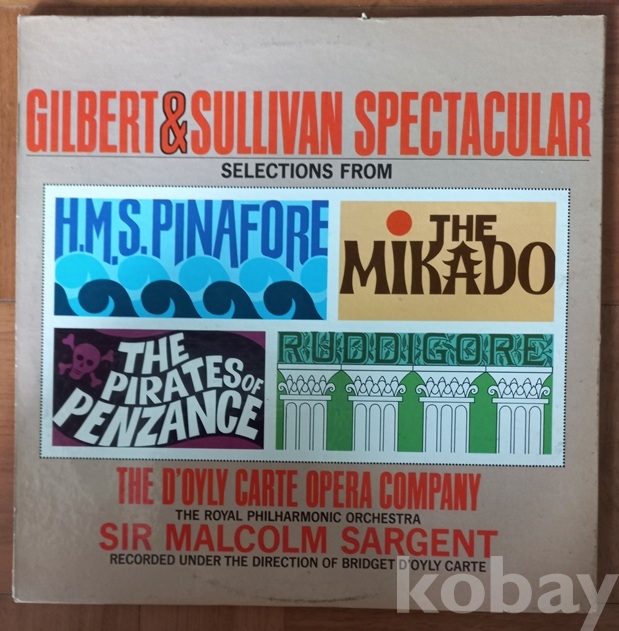 GILBERT & SULLIVAN SPECTACULAR
SELECTIONS FROM
H.M.S. PINAFORE
THE
MIKADO
THE
PIRATES OF
PENZANCE
RUDDIGORE
THE D'OYLY CARTE OPERA COMPANY
THE ROYAL PHILHARMONIC ORCHESTRA
SIR MALCOLM SARGENT
RECORDED UNDER THE DIRECTION OF BRIDGET D'OYLY CARTE
kobay